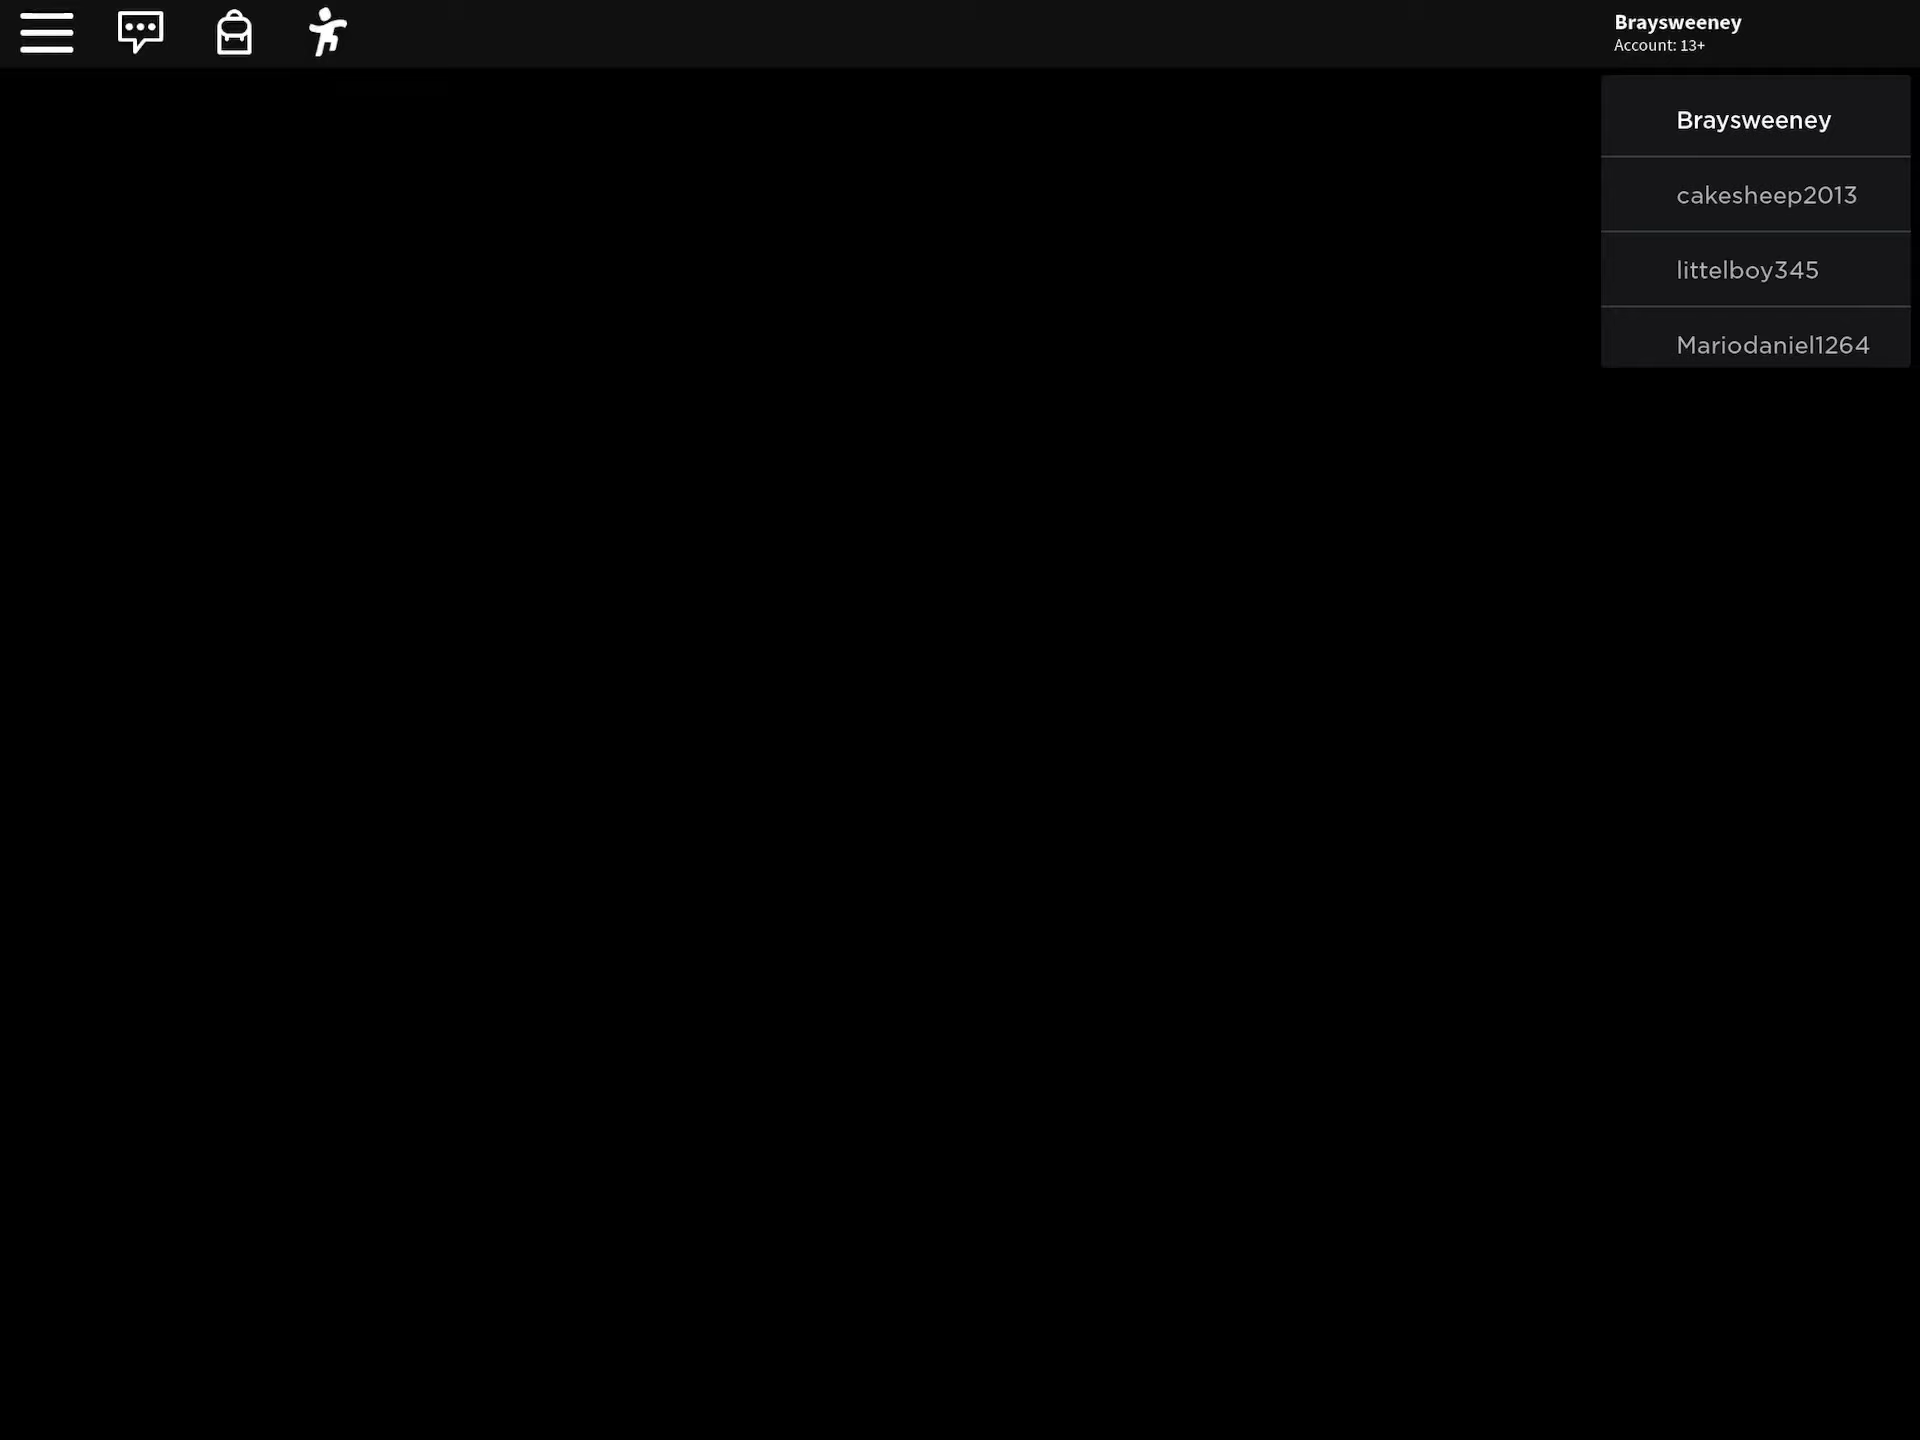 Braysweeney
Account: 13+
Braysweeney
cakesheep2013
littelboy345
Mariodaniel1264